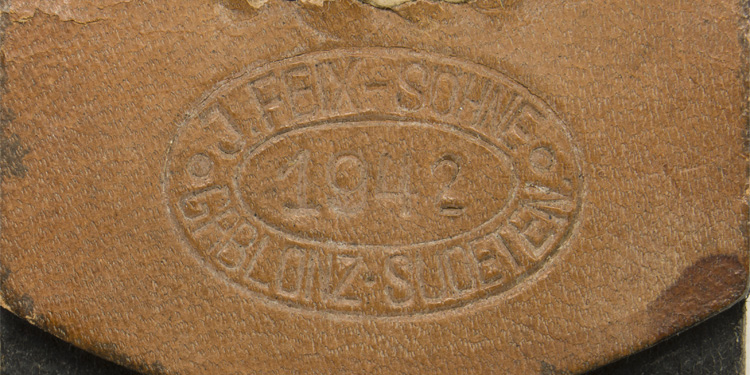 J. FEIX-SÖHNE
1942
GABLONZ·SUDETEN